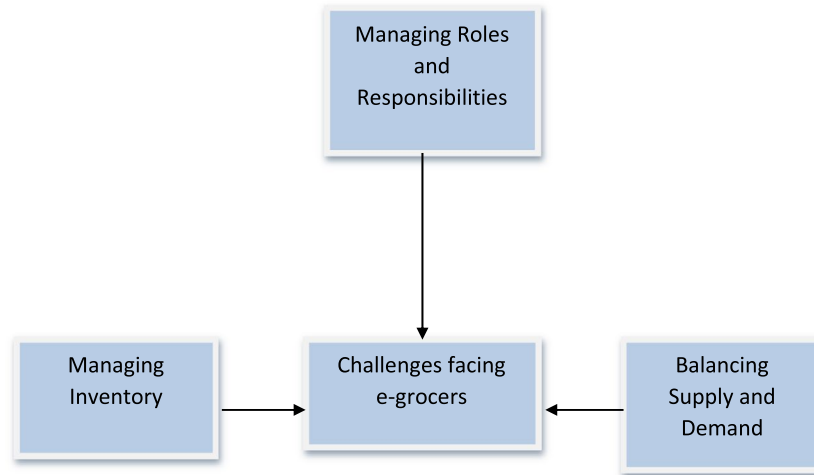 Managing Roles
and
Responsibilities
Managing
Inventory
Challenges facing
e-grocers
Balancing
Supply and
Demand